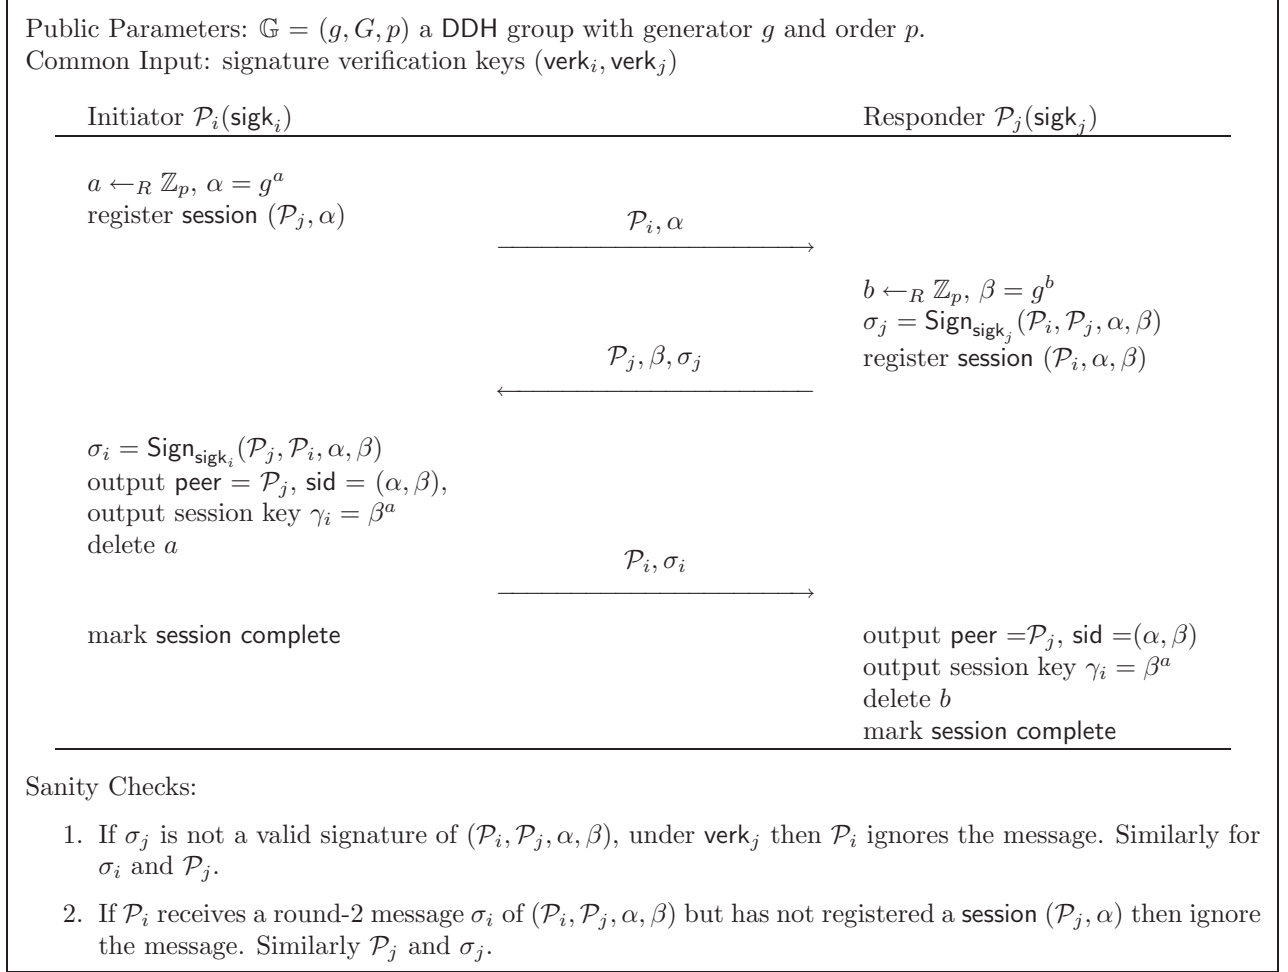 Public Parameters: 𝔾 = (g, G, p) a DDH group with generator g and order p.
Common Input: signature verification keys (verk_i, verk_j)
Initiator 𝒫_i(sigk_i) Responder 𝒫_j(sigk_j)
a ←_R ℤ_p, α = g^a
register session (𝒫_j, α)
𝒫_i, α
b ←_R ℤ_p, β = g^b
σ_j = Sign_{sigk_j}(𝒫_i, 𝒫_j, α, β)
𝒫_j, β, σ_j
register session (𝒫_i, α, β)
σ_i = Sign_{sigk_i}(𝒫_j, 𝒫_i, α, β)
output peer = 𝒫_j, sid = (α, β),
output session key γ_i = β^a
delete a
𝒫_i, σ_i
mark session complete
output peer =𝒫_j, sid =(α, β)
output session key γ_i = β^a
delete b
mark session complete
Sanity Checks:
1. If σ_j is not a valid signature of (𝒫_i, 𝒫_j, α, β), under verk_j then 𝒫_i ignores the message. Similarly for
σ_i and 𝒫_j.
2. If 𝒫_i receives a round-2 message σ_i of (𝒫_i, 𝒫_j, α, β) but has not registered a session (𝒫_j, α) then ignore
the message. Similarly 𝒫_j and σ_j.